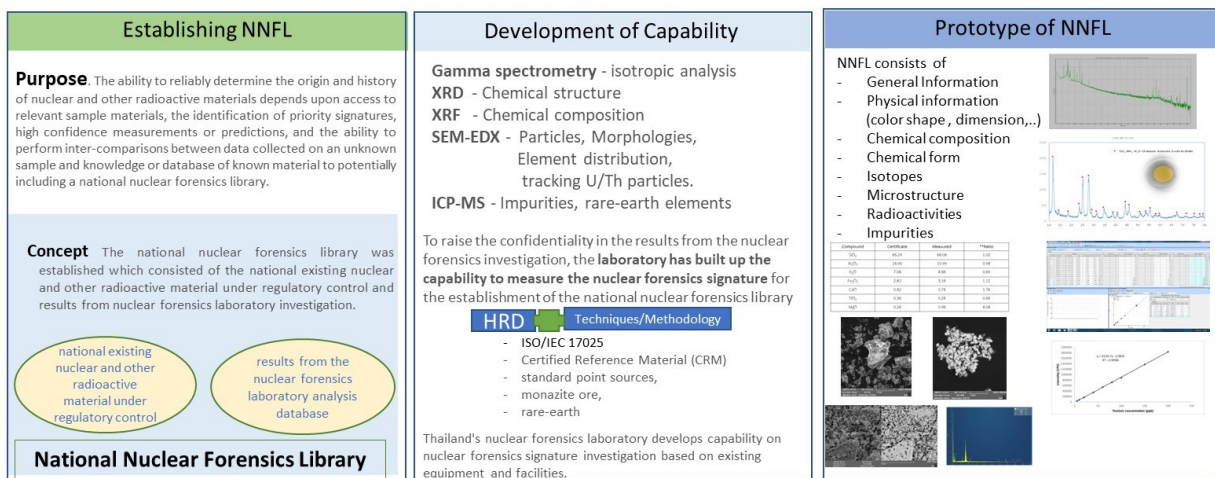 Establishing NNFL
Purpose. The ability to reliably determine the origin and history
of nuclear and other radioactive materials depends upon access to
relevant sample materials, the identification of priority signatures,
high confidence measurements or predictions, and the ability to
perform inter-comparisons between data collected on an unknown
sample and knowledge or database of known material to potentially
including a national nuclear forensics library.
Concept The national nuclear forensics library was
established which consisted of the national existing nuclear
and other radioactive material under regulatory control and
results from nuclear forensics laboratory investigation.
national existing
nuclear and other
radioactive
material under
regulatory control
results from the
nuclear forensics
laboratory analysis
database
National Nuclear Forensics Library
Development of Capability
Gamma spectrometry - isotropic analysis
XRD - Chemical structure
XRF - Chemical composition
SEM-EDX - Particles, Morphologies,
Element distribution,
tracking U/Th particles.
ICP-MS - Impurities, rare-earth elements
To raise the confidentiality in the results from the nuclear
forensics investigation, the laboratory has built up the
capability to measure the nuclear forensics signature for
the establishment of the national nuclear forensics library
HRD
Techniques/Methodology
- ISO/IEC 17025
- Certified Reference Material (CRM)
- standard point sources,
- monazite ore,
- rare-earth
Thailand's nuclear forensics laboratory develops capability on
nuclear forensics signature investigation based on existing
equipment and facilities.
Prototype of NNFL
NNFL consists of
- General Information
- Physical information
(color shape , dimension,..)
- Chemical composition
- Chemical form
- Isotopes
- Microstructure
- Radioactivities
- Impurities
Compound Certificate Measured **Ratio